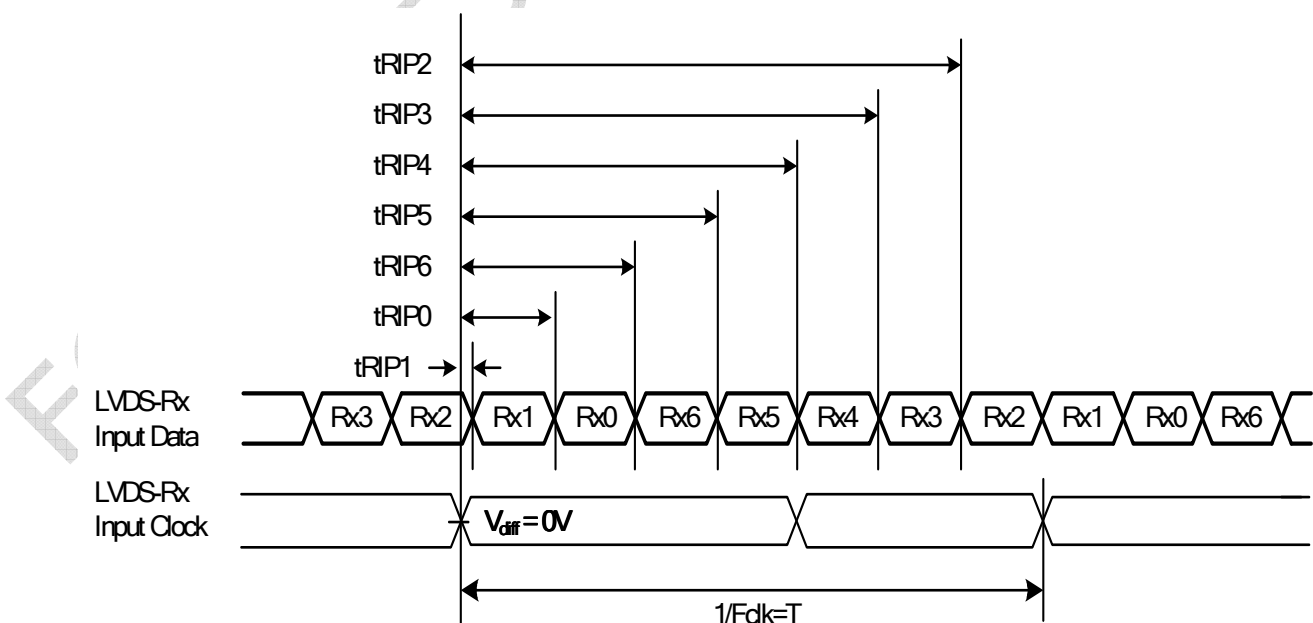 tRIP2
tRIP3
tRIP4
tRIP5
tRIP6
tRIP0
tRIP1
LVDS-Rx
Input Data
Rx3 Rx2 Rx1 Rx0 Rx6 Rx5 Rx4 Rx3 Rx2 Rx1 Rx0 Rx6
LVDS-Rx
Input Clock
Vdiff = 0V
1/Fclk=T